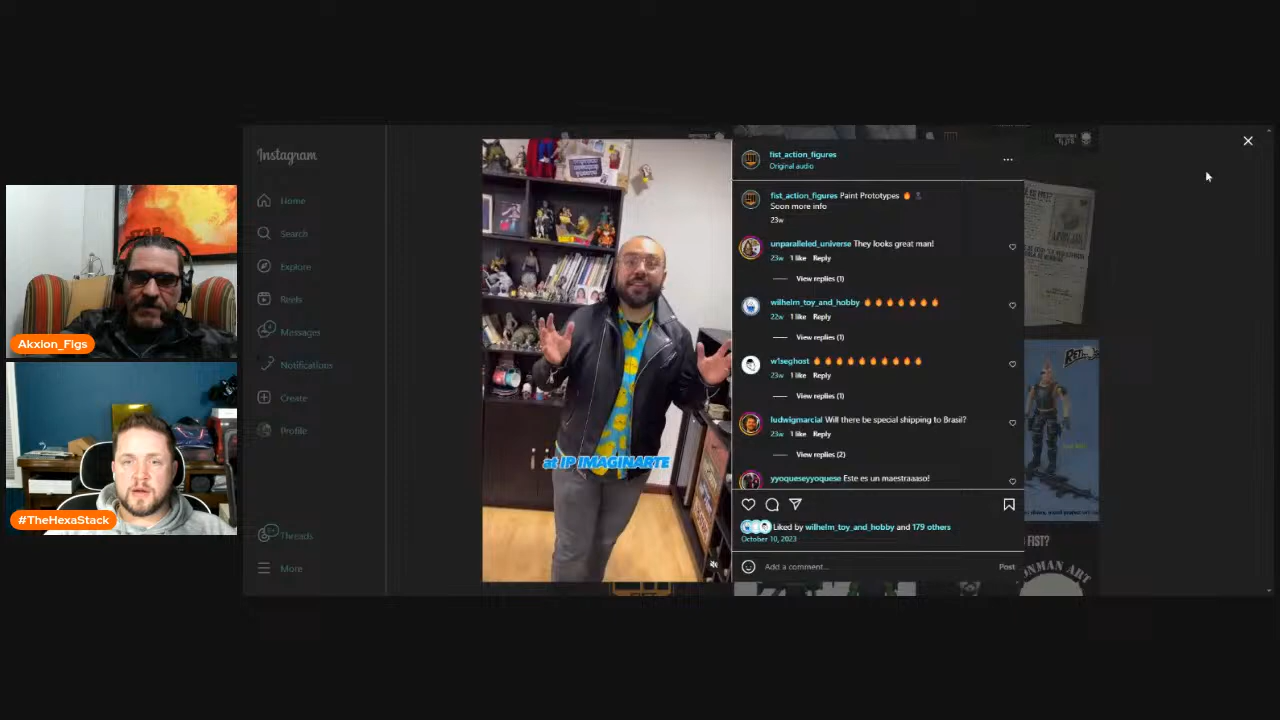 Akxion_Figs
#TheHexaStack
Instagram
Home
Search
Explore
Reels
Messages
Notifications
Create
Profile
Threads
More
at IP IMAGINARTE
fist_action_figures
Original audio
fist_action_figures Paint Prototypes 🔥
Soon more info
23w
unparalleled_universe They looks great man!
23w 1 like Reply
View replies (1)
wilhelm_toy_and_hobby 🔥🔥🔥🔥🔥🔥🔥
22w 1 like Reply
View replies (1)
w1seghost 🔥🔥🔥🔥🔥🔥🔥🔥🔥🔥
23w 1 like Reply
View replies (1)
ludwigmarcial Will there be special shipping to Brasil?
23w 1 like Reply
View replies (2)
yyoqueseyyoquese Este es un maestraaaso!
Liked by wilhelm_toy_and_hobby and 179 others
October 10, 2023
Add a comment...
Post
FIST?
NMAN ART